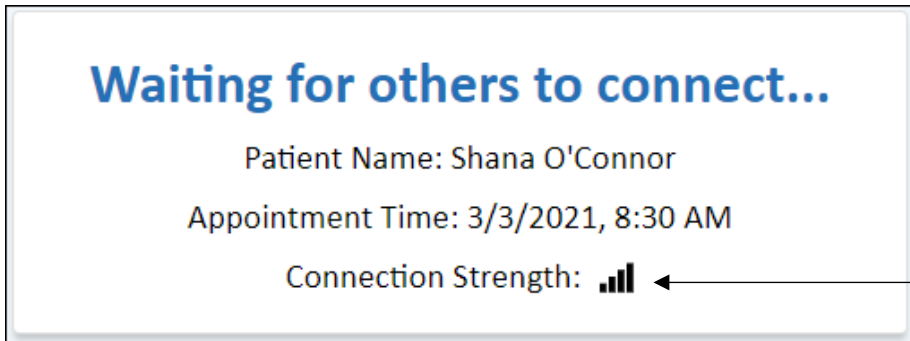 Waiting for others to connect...
Patient Name: Shana O'Connor
Appointment Time: 3/3/2021, 8:30 AM
Connection Strength: